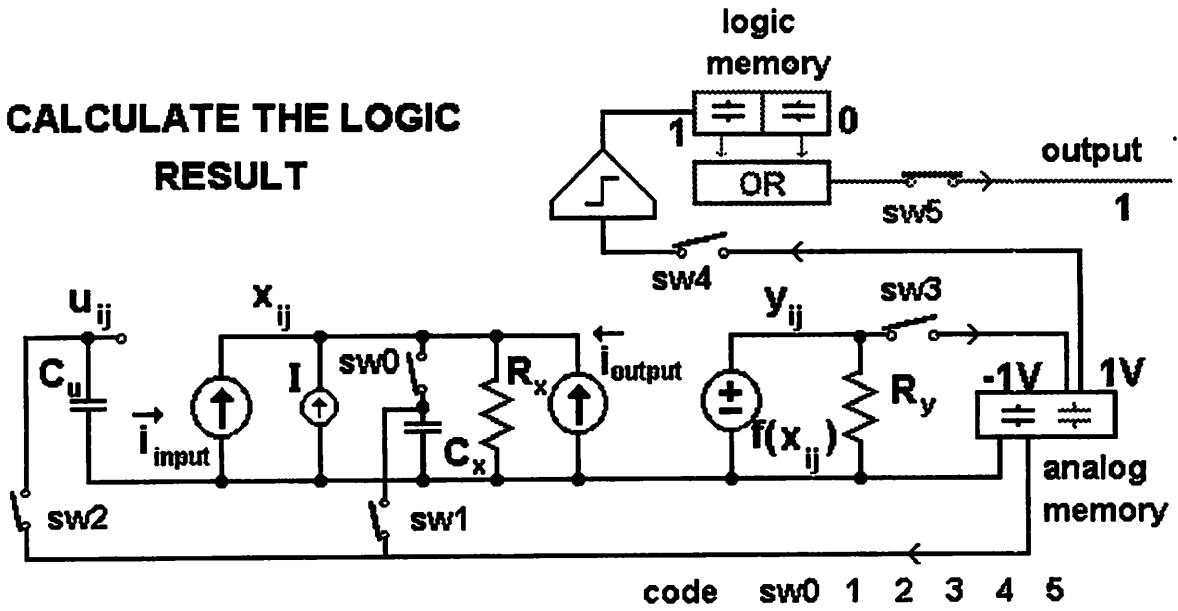 logic
memory
CALCULATE THE LOGIC
RESULT
1
0
OR
output
sw5
1
sw4
sw3
u ij
x ij
y ij
sw0
I
R x
i output
C u
-1V
1V
R y
i input
C x
f(x ij)
analog
memory
sw2
sw1
code sw0 1 2 3 4 5